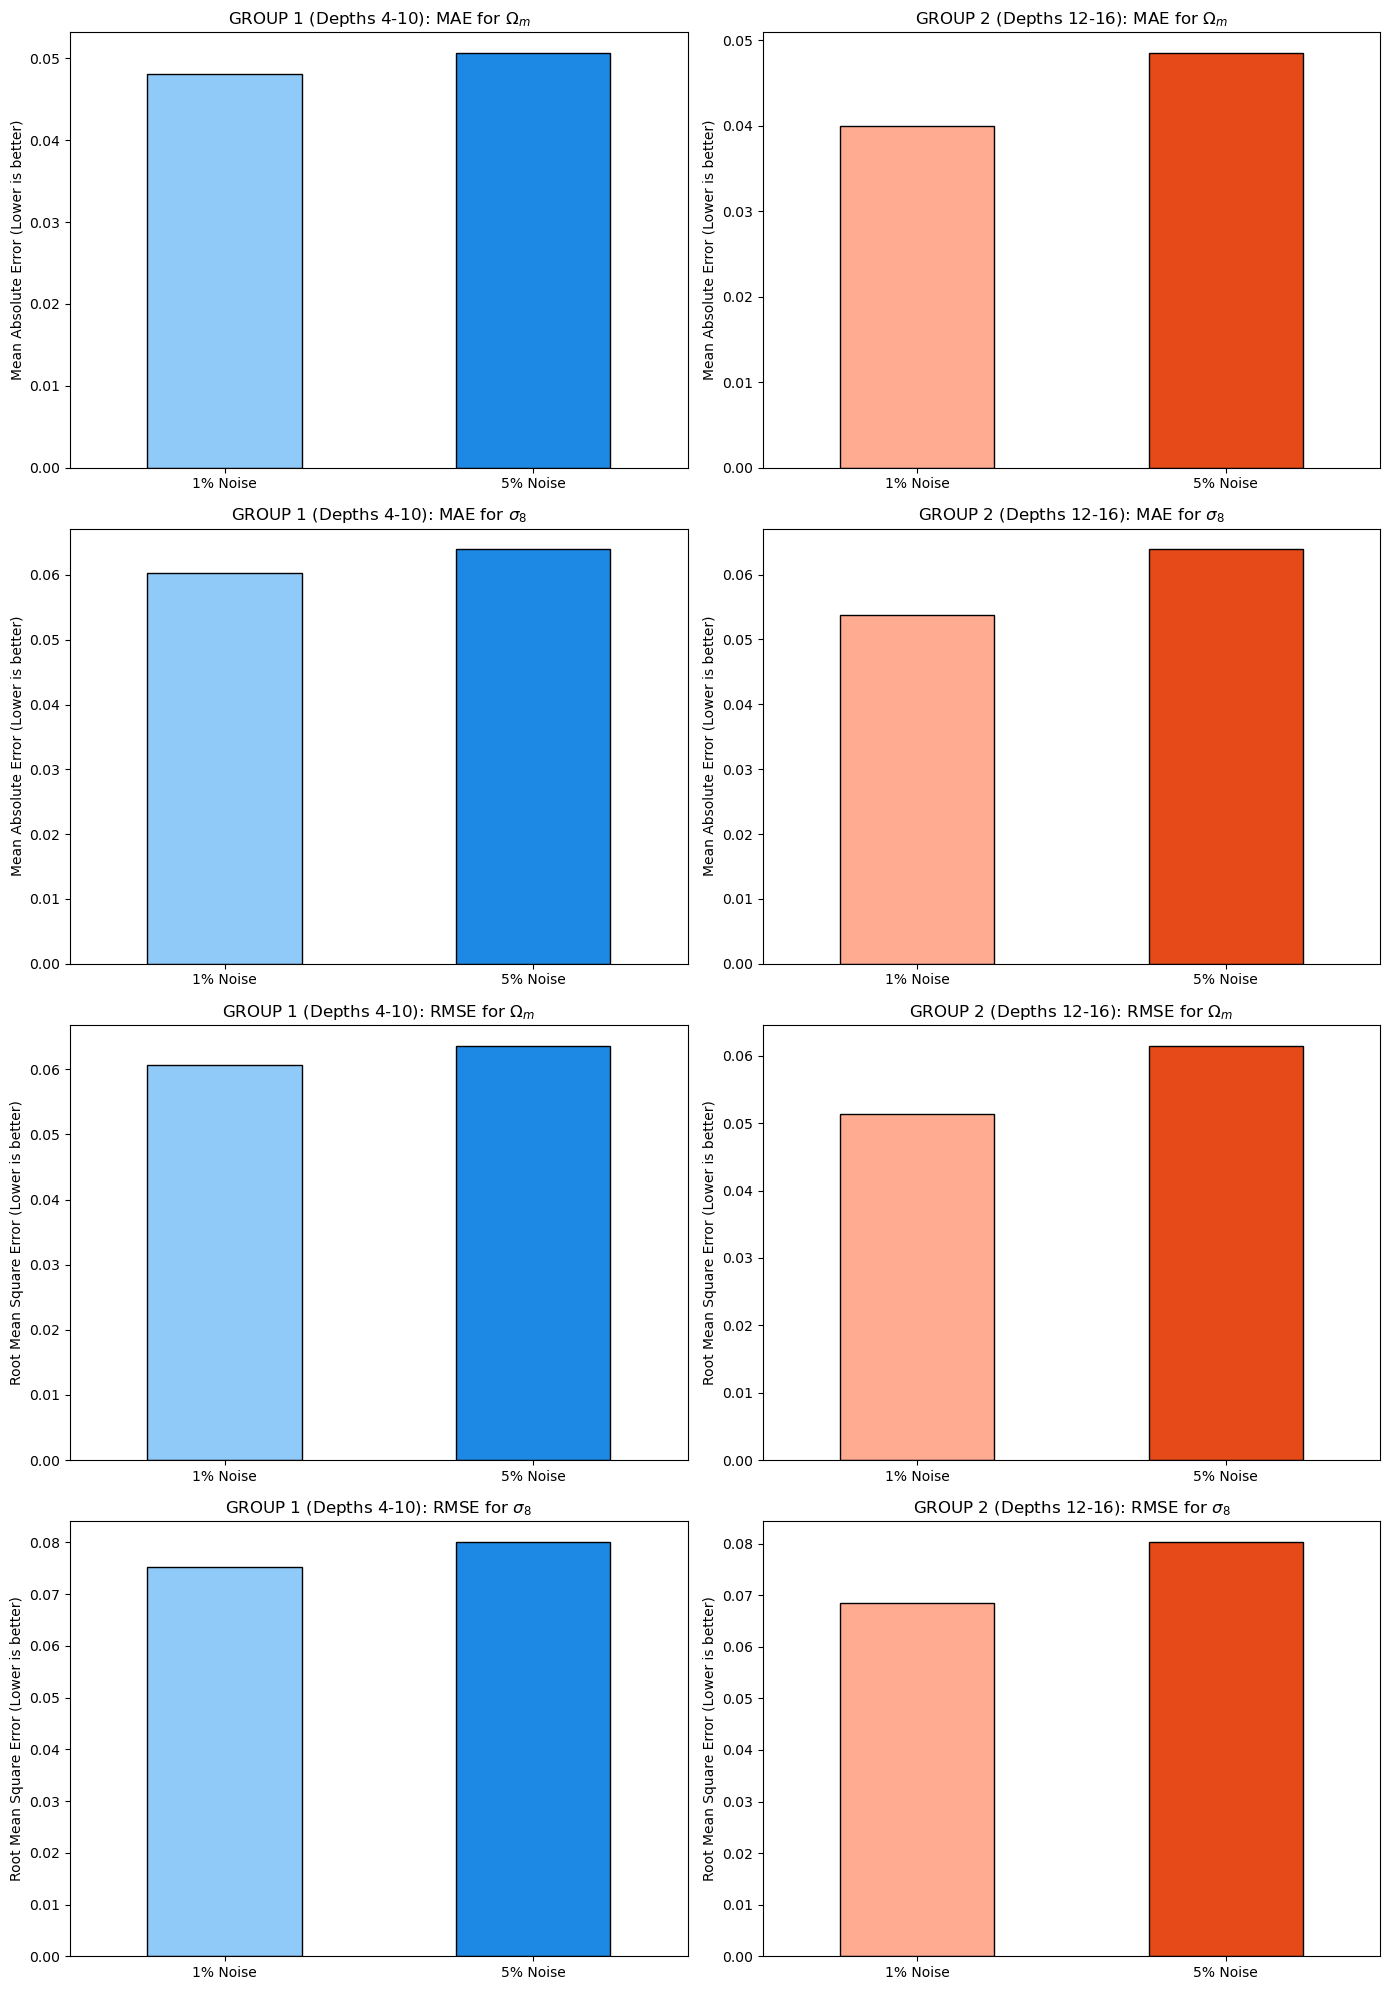 GROUP 1 (Depths 4-10): MAE for Ωₘ
Mean Absolute Error (Lower is better)
0.05
0.04
0.03
0.02
0.01
0.00
1% Noise 5% Noise
GROUP 2 (Depths 12-16): MAE for Ωₘ
Mean Absolute Error (Lower is better)
0.05
0.04
0.03
0.02
0.01
0.00
1% Noise 5% Noise
GROUP 1 (Depths 4-10): MAE for σ₈
Mean Absolute Error (Lower is better)
0.06
0.05
0.04
0.03
0.02
0.01
0.00
1% Noise 5% Noise
GROUP 2 (Depths 12-16): MAE for σ₈
Mean Absolute Error (Lower is better)
0.06
0.05
0.04
0.03
0.02
0.01
0.00
1% Noise 5% Noise
GROUP 1 (Depths 4-10): RMSE for Ωₘ
Root Mean Square Error (Lower is better)
0.06
0.05
0.04
0.03
0.02
0.01
0.00
1% Noise 5% Noise
GROUP 2 (Depths 12-16): RMSE for Ωₘ
Root Mean Square Error (Lower is better)
0.06
0.05
0.04
0.03
0.02
0.01
0.00
1% Noise 5% Noise
GROUP 1 (Depths 4-10): RMSE for σ₈
Root Mean Square Error (Lower is better)
0.08
0.07
0.06
0.05
0.04
0.03
0.02
0.01
0.00
1% Noise 5% Noise
GROUP 2 (Depths 12-16): RMSE for σ₈
Root Mean Square Error (Lower is better)
0.08
0.07
0.06
0.05
0.04
0.03
0.02
0.01
0.00
1% Noise 5% Noise